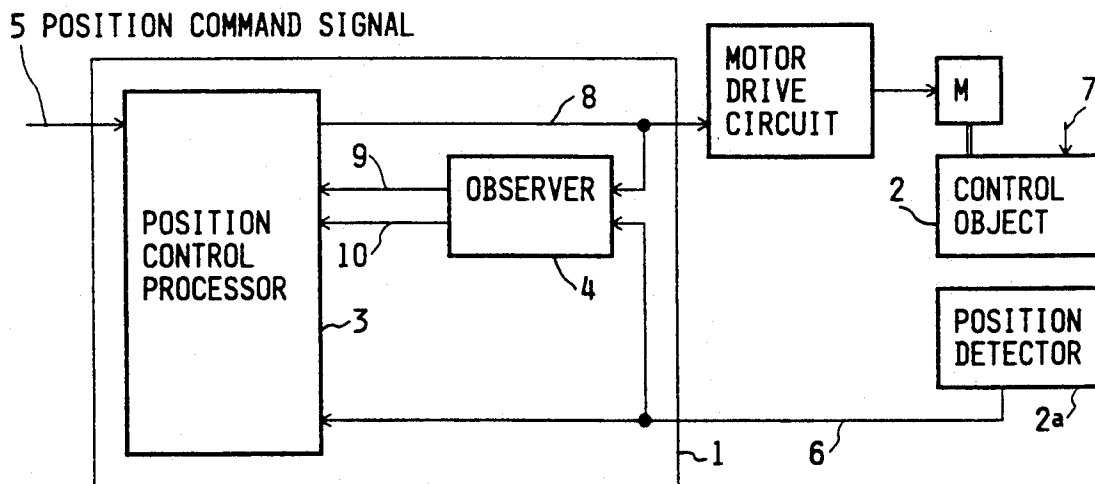 5 POSITION COMMAND SIGNAL
MOTOR
DRIVE
CIRCUIT
M
7
8
9
10
OBSERVER
4
POSITION
CONTROL
PROCESSOR
3
2
CONTROL
OBJECT
POSITION
DETECTOR
2a
6
1